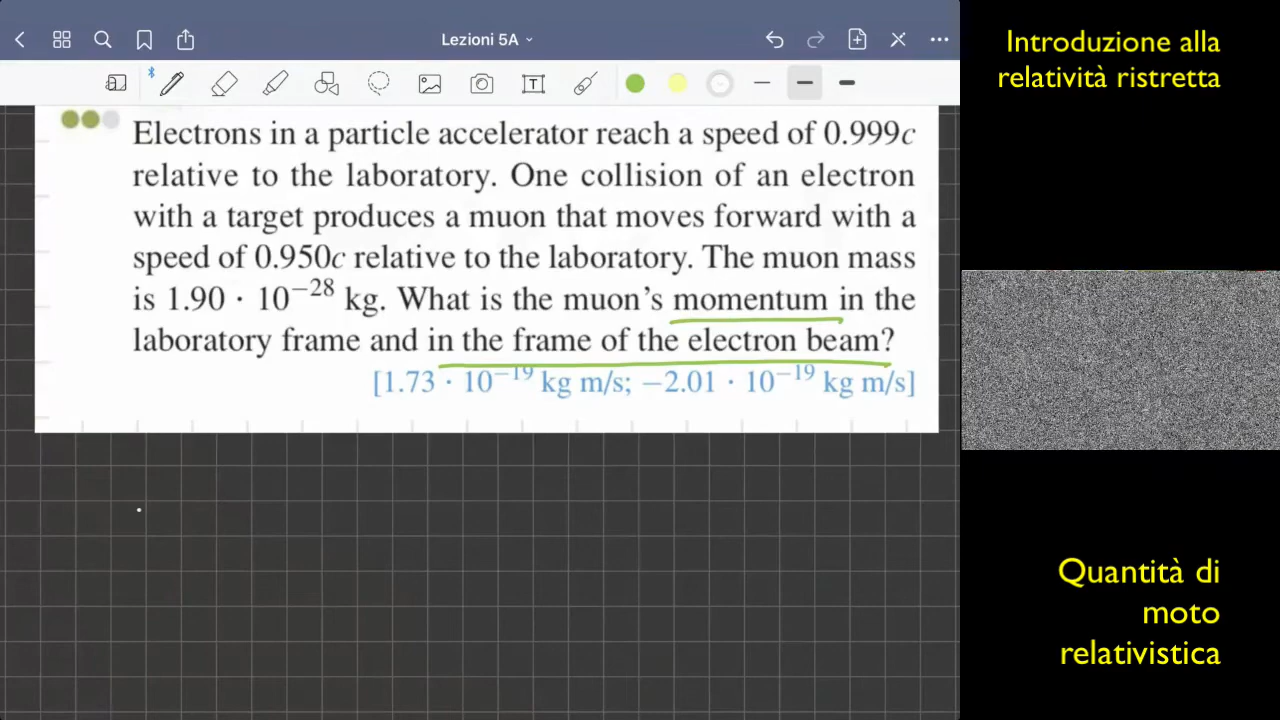 Lezioni 5A
Introduzione alla
relatività ristretta
Electrons in a particle accelerator reach a speed of 0.999c
relative to the laboratory. One collision of an electron
with a target produces a muon that moves forward with a
speed of 0.950c relative to the laboratory. The muon mass
is 1.90 · 10⁻²⁸ kg. What is the muon’s momentum in the
laboratory frame and in the frame of the electron beam?
[1.73 · 10⁻¹⁹ kg m/s; −2.01 · 10⁻¹⁹ kg m/s]
Quantità di
moto
relativistica